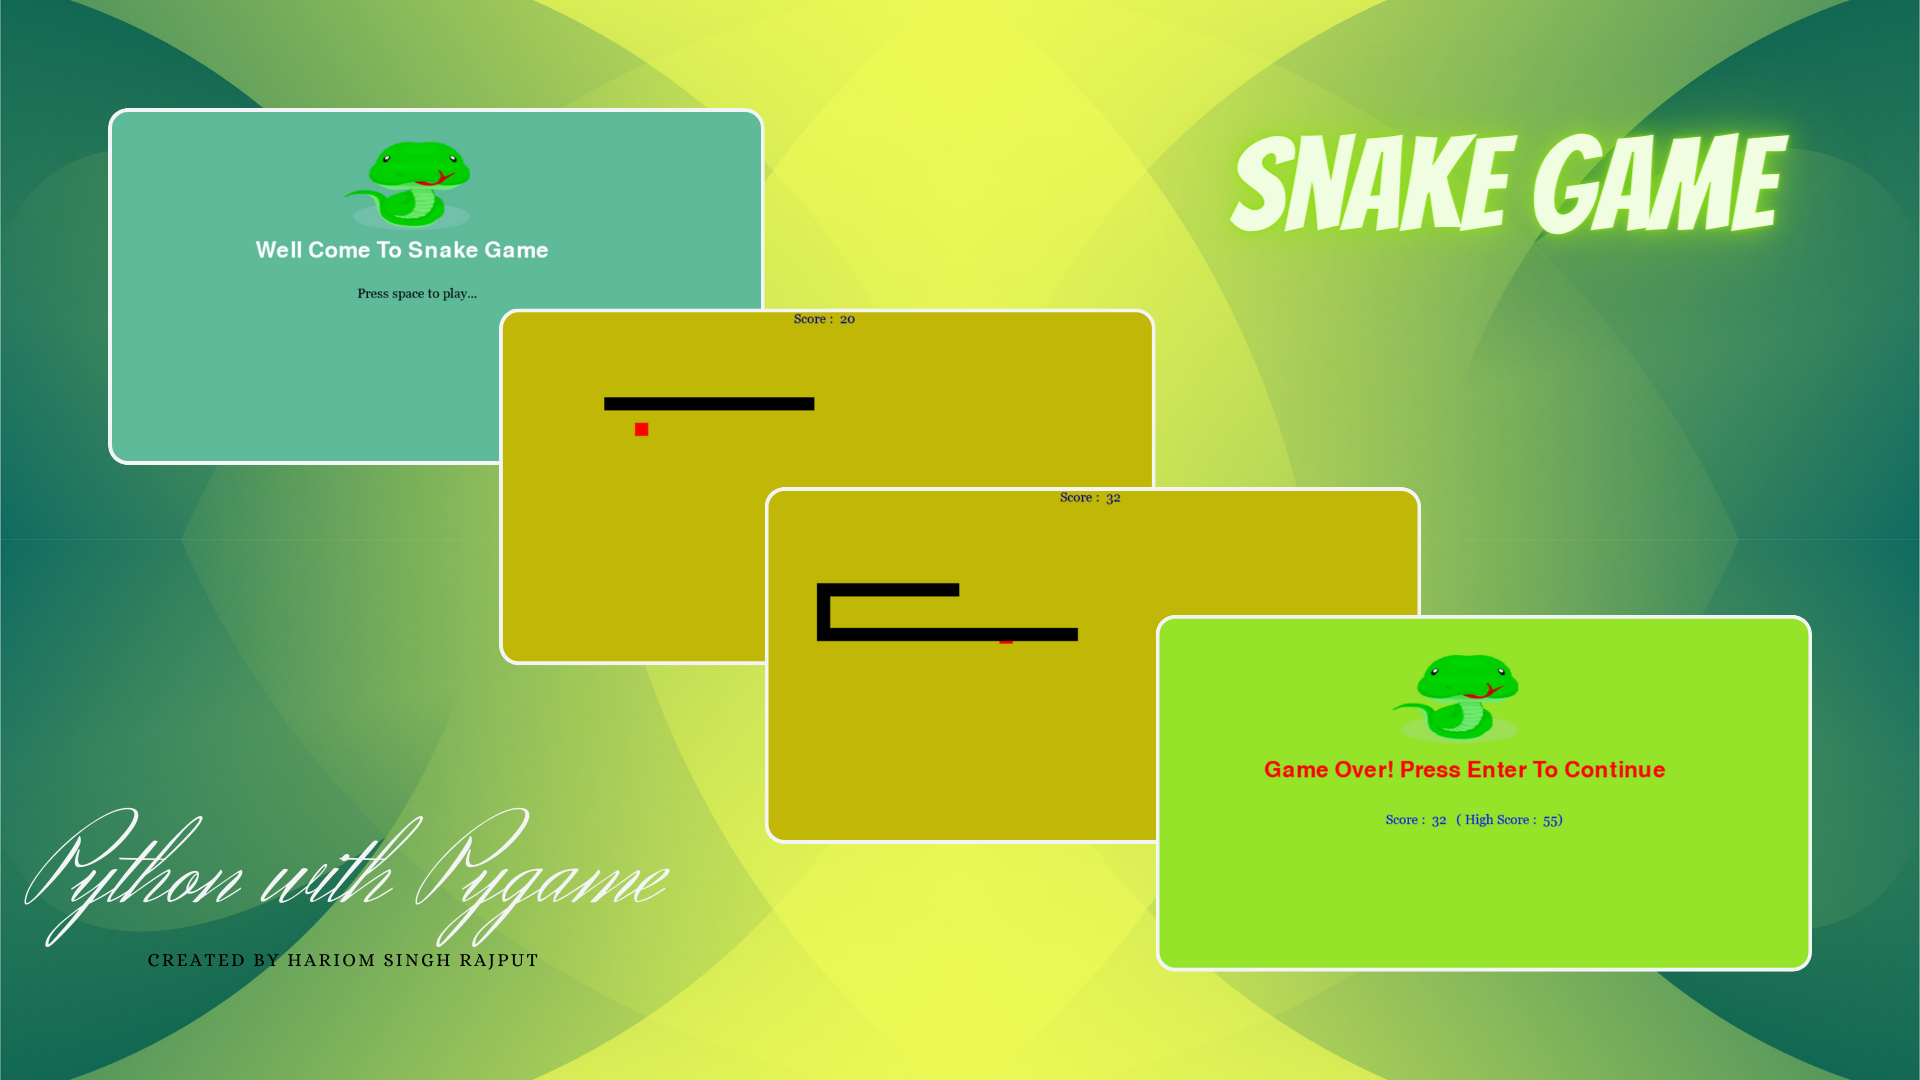 SNAKE GAME
Well Come To Snake Game
Press space to play...
Score : 20
Score : 32
Game Over! Press Enter To Continue
Score : 32 ( High Score : 55)
Python with Pygame
CREATED BY HARIOM SINGH RAJPUT